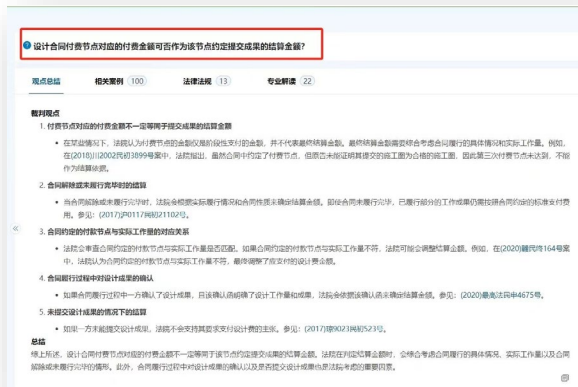 设计合同付费节点对应的付费金额可否作为该节点约定提交成果的结算金额?
观点总结 相关案例 100 法律法规 13 专业解读 22
裁判观点
1. 付费节点对应的付费金额不一定等同于提交成果的结算金额
• 在某些情况下，法院认为付费节点的金额仅是阶段性支付的金额，并不代表最终结算金额。最终结算金额需要综合考虑合同履行的具体情况和实际工作量。例如，
在(2018)川2002民初3899号案中，法院指出，虽然合同中约定了付费节点，但原告未能证明其提交的施工图为合格的施工图，因此第三次付费节点未达到，不能
作为结算依据。
2. 合同解除或未履行完毕时的结算
• 当合同解除或未履行完毕时，法院会根据实际履行情况和合同性质来确定结算金额。即使合同未履行完毕，已履行部分的工作成果仍需按照合同约定的标准支付费
用。参见：(2017)沪0117民初21102号。
3. 合同约定的付款节点与实际工作量的对应关系
• 法院会审查合同约定的付款节点与实际工作量是否匹配。如果合同约定的付款节点与实际工作量不符，法院可能会调整结算金额。例如，在(2020)赣民终164号案
中，法院认为合同约定的付款节点与实际工作量不符，最终调整了应支付的设计费金额。
4. 合同履行过程中对设计成果的确认
• 如果合同履行过程中一方确认了设计成果，且该确认函明确了设计工作量和成果，法院会依据该确认函来确定结算金额。参见：(2020)最高法民申4675号。
5. 未提交设计成果的情况下的结算
• 如果一方未能提交设计成果，法院不会支持其要求支付设计费的主张。参见：(2017)琼9023民初523号。
总结
综上所述，设计合同付费节点对应的付费金额不一定等同于该节点约定提交成果的结算金额。法院在判定结算金额时，会综合考虑合同履行的具体情况、实际工作量以及合同
解除或未履行完毕的情形。此外，合同履行过程中对设计成果的确认以及是否提交设计成果也是法院考虑的重要因素。